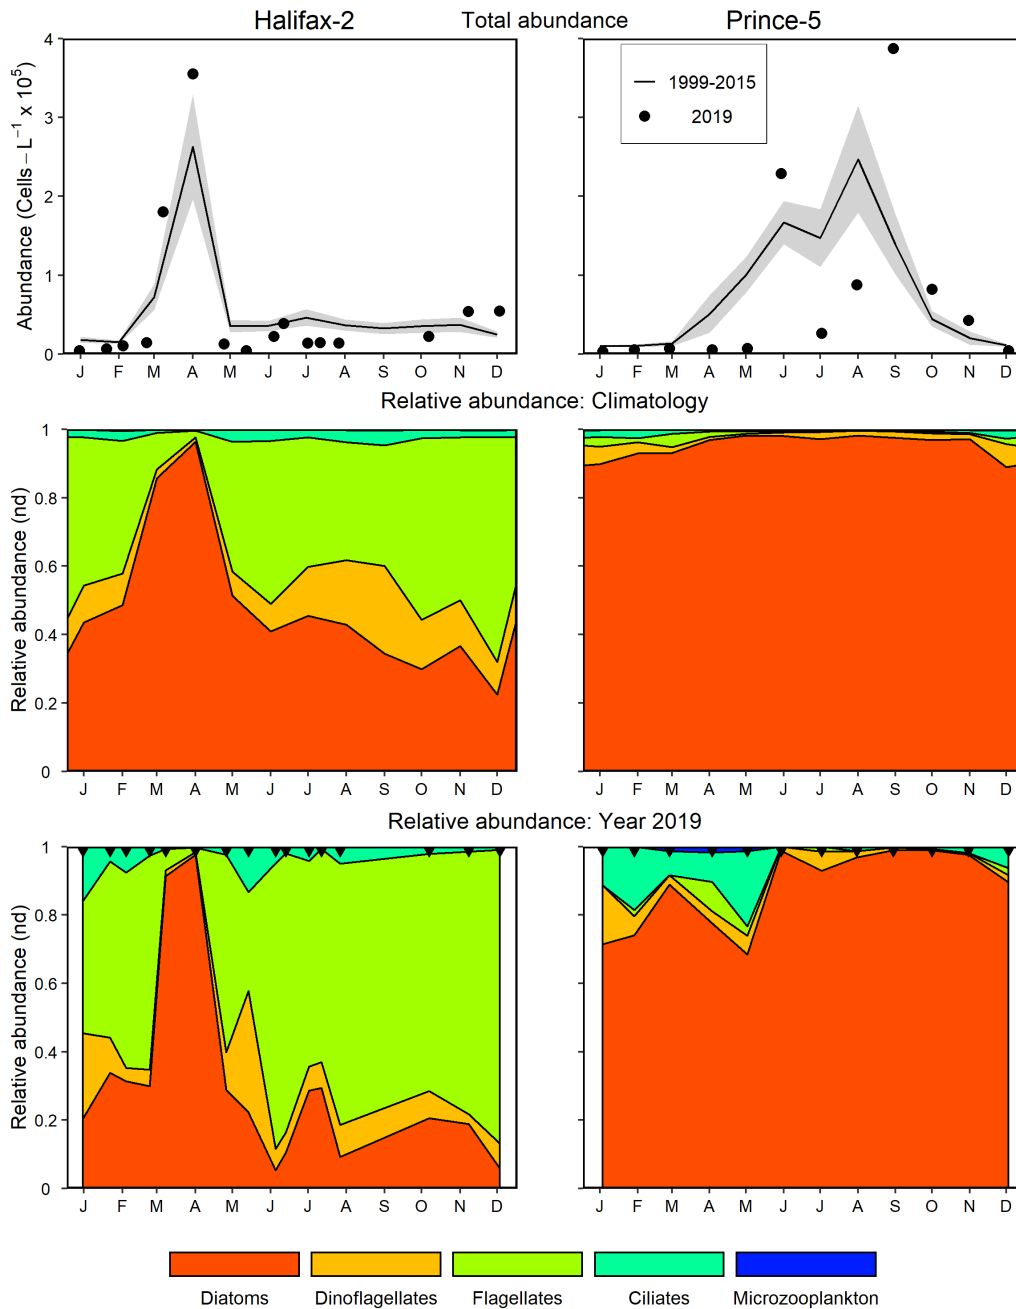 Halifax-2 Total abundance Prince-5
Abundance (Cells – L⁻¹ x 10⁵)
4
3
2
1
0
1999-2015
2019
J F M A M J J A S O N D
J F M A M J J A S O N D
Relative abundance: Climatology
Relative abundance (nd)
1
0.8
0.6
0.4
0.2
0
J F M A M J J A S O N D
J F M A M J J A S O N D
Relative abundance: Year 2019
Relative abundance (nd)
1
0.8
0.6
0.4
0.2
0
J F M A M J J A S O N D
J F M A M J J A S O N D
Diatoms Dinoflagellates Flagellates Ciliates Microzooplankton